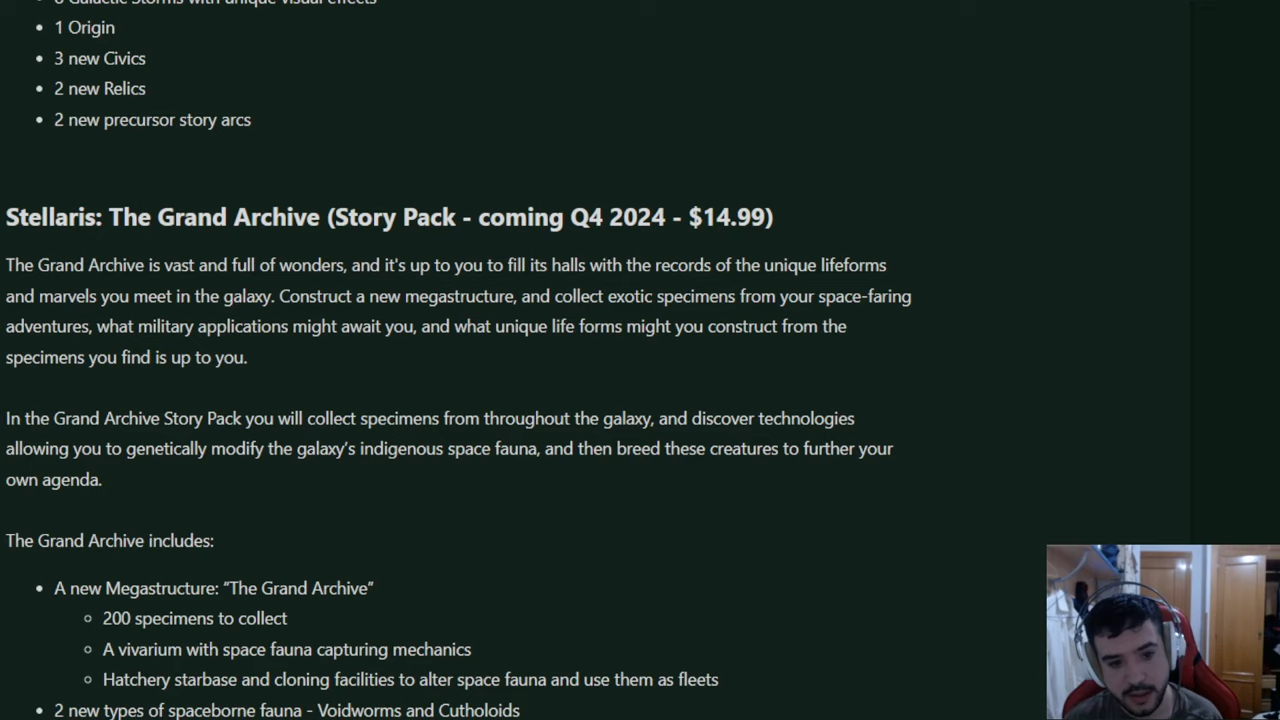 1 Origin
3 new Civics
2 new Relics
2 new precursor story arcs
Stellaris: The Grand Archive (Story Pack - coming Q4 2024 - $14.99)
The Grand Archive is vast and full of wonders, and it's up to you to fill its halls with the records of the unique lifeforms
and marvels you meet in the galaxy. Construct a new megastructure, and collect exotic specimens from your space-faring
adventures, what military applications might await you, and what unique life forms might you construct from the
specimens you find is up to you.
In the Grand Archive Story Pack you will collect specimens from throughout the galaxy, and discover technologies
allowing you to genetically modify the galaxy’s indigenous space fauna, and then breed these creatures to further your
own agenda.
The Grand Archive includes:
A new Megastructure: “The Grand Archive”
200 specimens to collect
A vivarium with space fauna capturing mechanics
Hatchery starbase and cloning facilities to alter space fauna and use them as fleets
2 new types of spaceborne fauna - Voidworms and Cutholoids